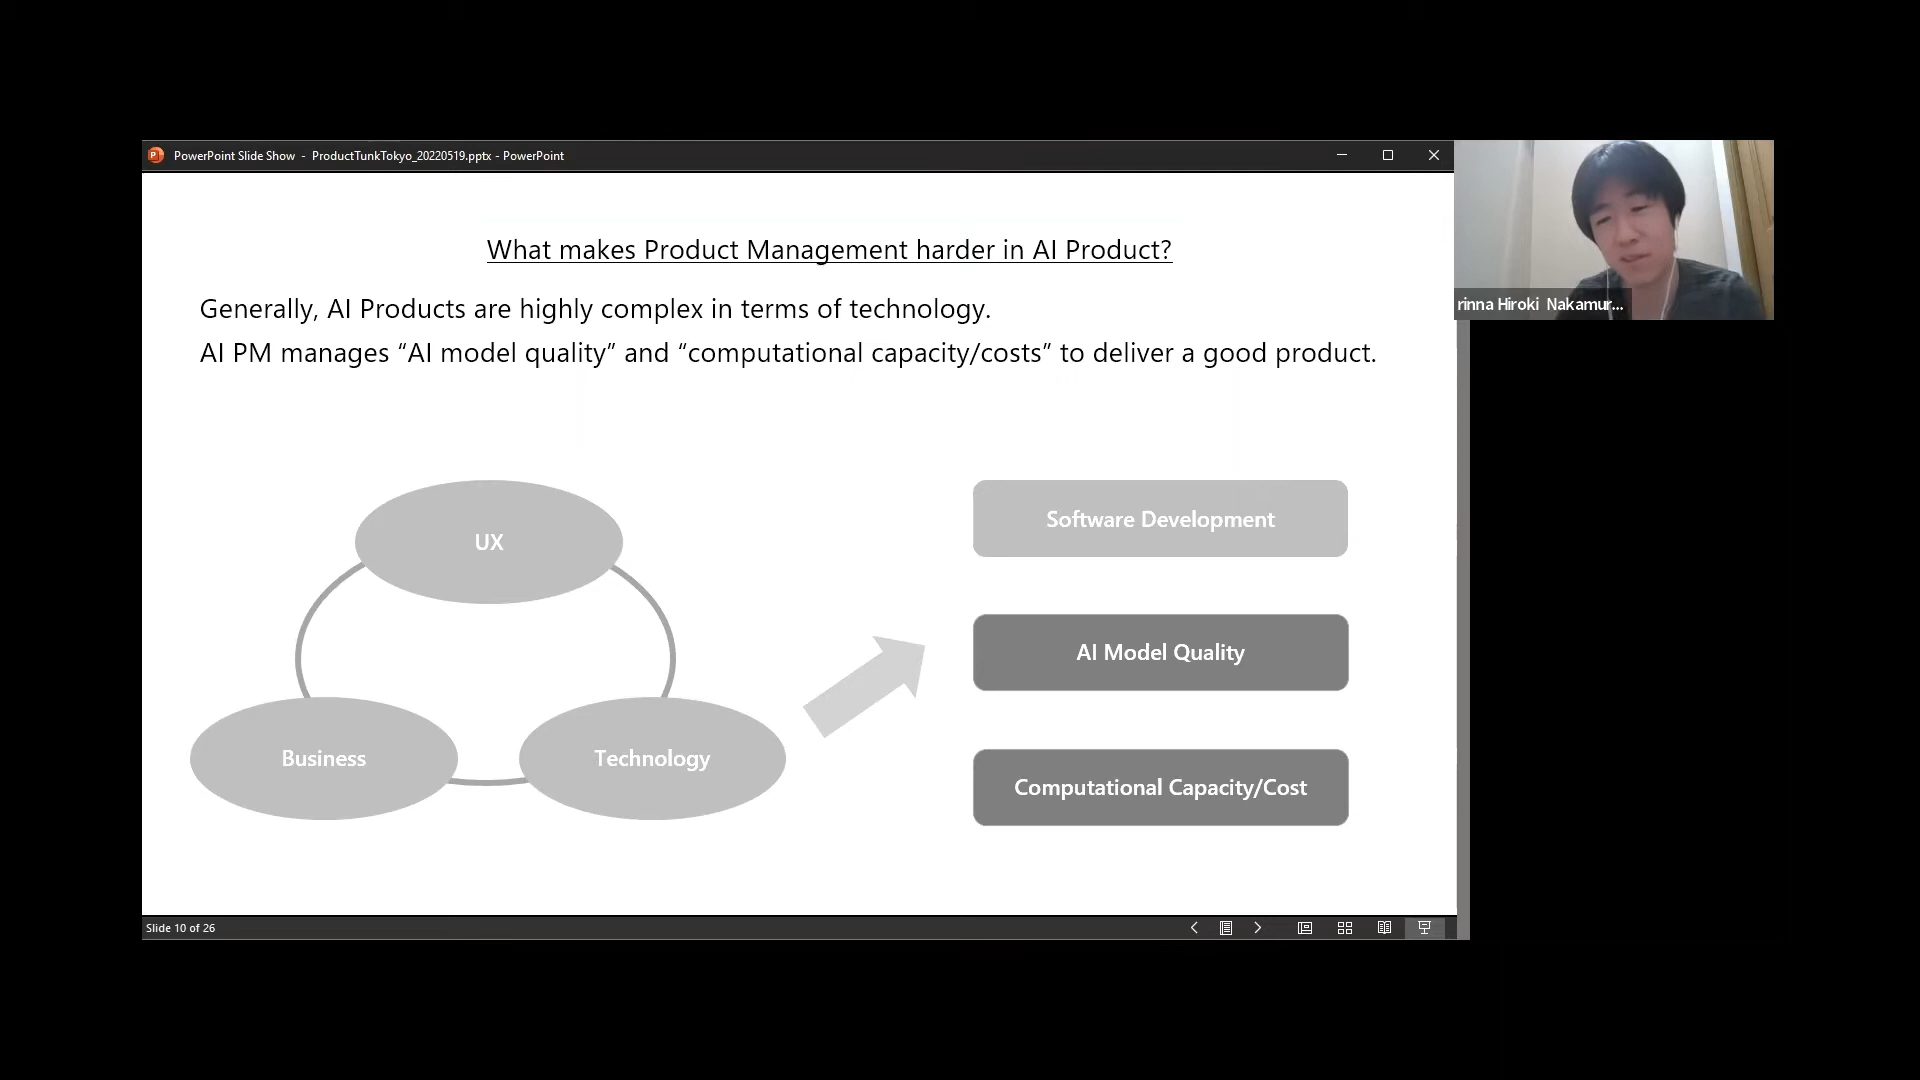 PowerPoint Slide Show - ProductTunkTokyo_20220519.pptx - PowerPoint
What makes Product Management harder in AI Product?
Generally, AI Products are highly complex in terms of technology.
AI PM manages “AI model quality” and “computational capacity/costs” to deliver a good product.
UX
Business
Technology
Software Development
AI Model Quality
Computational Capacity/Cost
Slide 10 of 26
rinna Hiroki Nakamur...